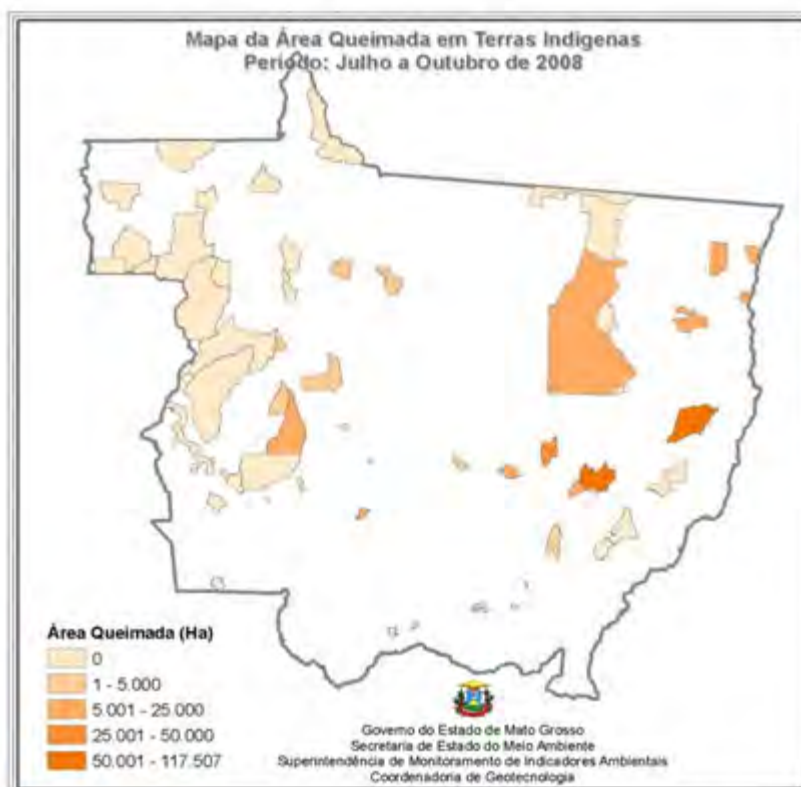 Mapa da Área Queimada em Terras Indigenas
Período: Julho a Outubro de 2008
Área Queimada (Ha)
0
1 - 5.000
5.001 - 25.000
25.001 - 50.000
50.001 - 117.507
Governo do Estado de Mato Grosso
Secretaria de Estado do Meio Ambiente
Superintendência de Monitoramento de Indicadores Ambientais
Coordenadoria de Geotecnologia